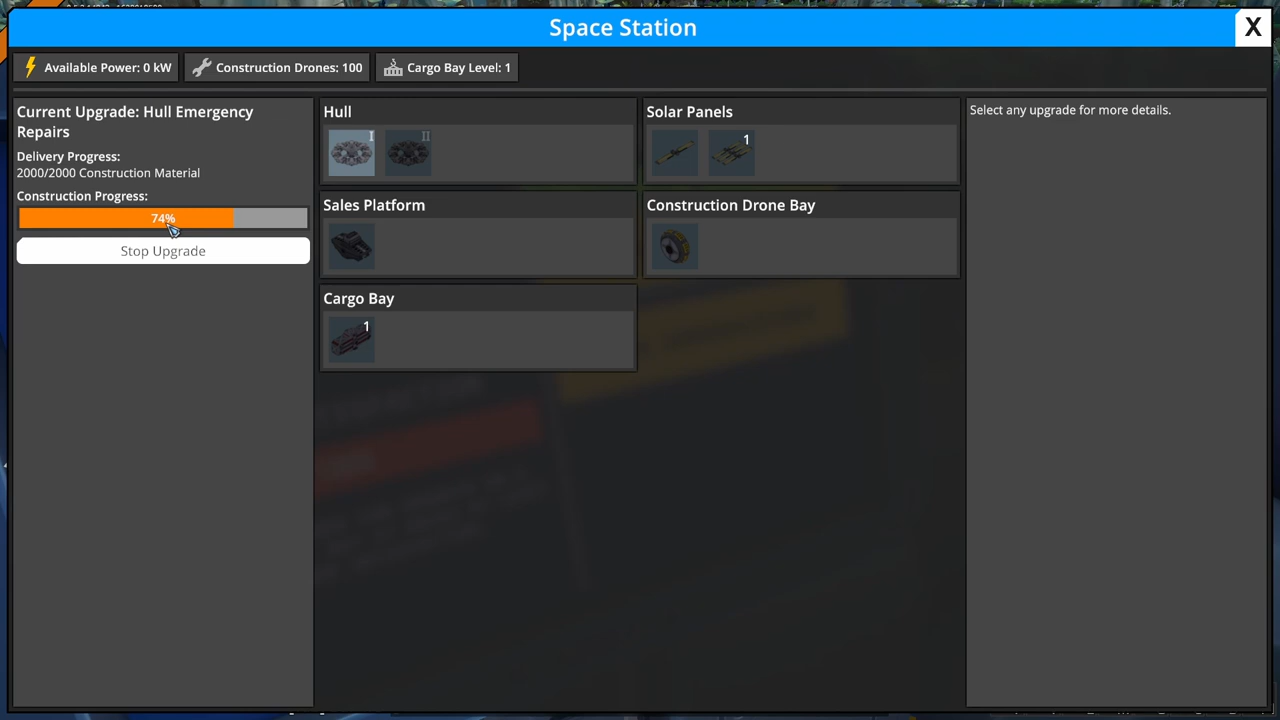 Space Station
X
Available Power: 0 kW
Construction Drones: 100
Cargo Bay Level: 1
Current Upgrade: Hull Emergency
Repairs
Delivery Progress:
2000/2000 Construction Material
Construction Progress:
74%
Stop Upgrade
Hull
I
II
Solar Panels
1
Sales Platform
Construction Drone Bay
Cargo Bay
1
Select any upgrade for more details.